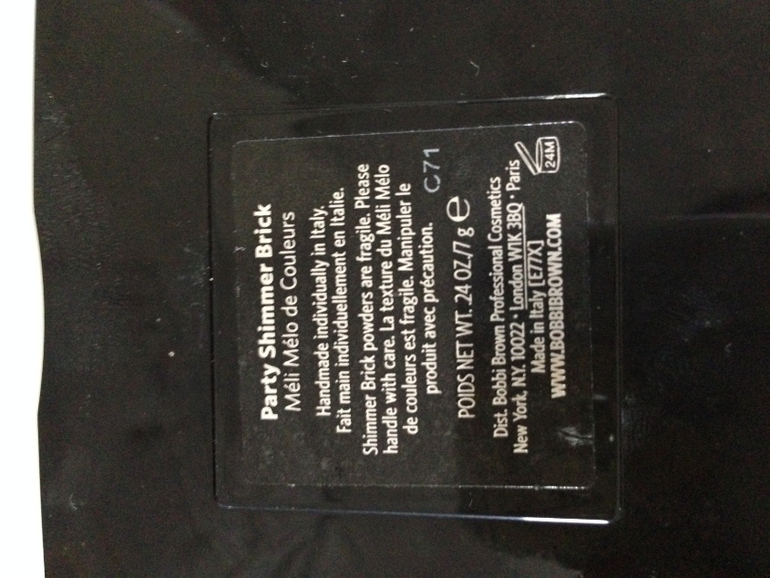 Party Shimmer Brick
Méli Mélo de Couleurs
Handmade individually in Italy.
Fait main individuellement en Italie.
Shimmer Brick powders are fragile. Please
handle with care. La texture du Méli Mélo
de couleurs est fragile. Manipuler le
produit avec précaution.
C71
POIDS NET WT. .24 OZ./7 g e
Dist. Bobbi Brown Professional Cosmetics
New York, N.Y. 10022 · London W1K 3BQ · Paris
Made in Italy [E77X]
WWW.BOBBIBROWN.COM
24M